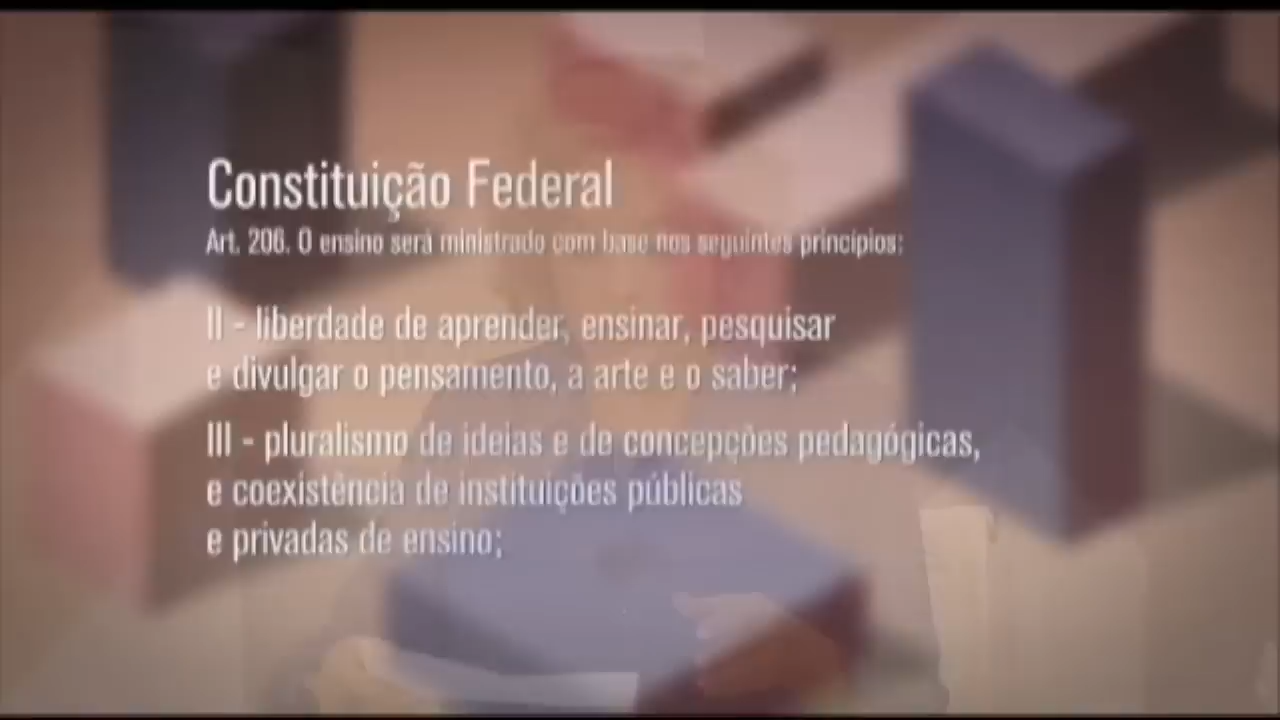 Constituição Federal
Art. 206. O ensino será ministrado com base nos seguintes princípios:
II - liberdade de aprender, ensinar, pesquisar
e divulgar o pensamento, a arte e o saber;
III - pluralismo de ideias e de concepções pedagógicas,
e coexistência de instituições públicas
e privadas de ensino;